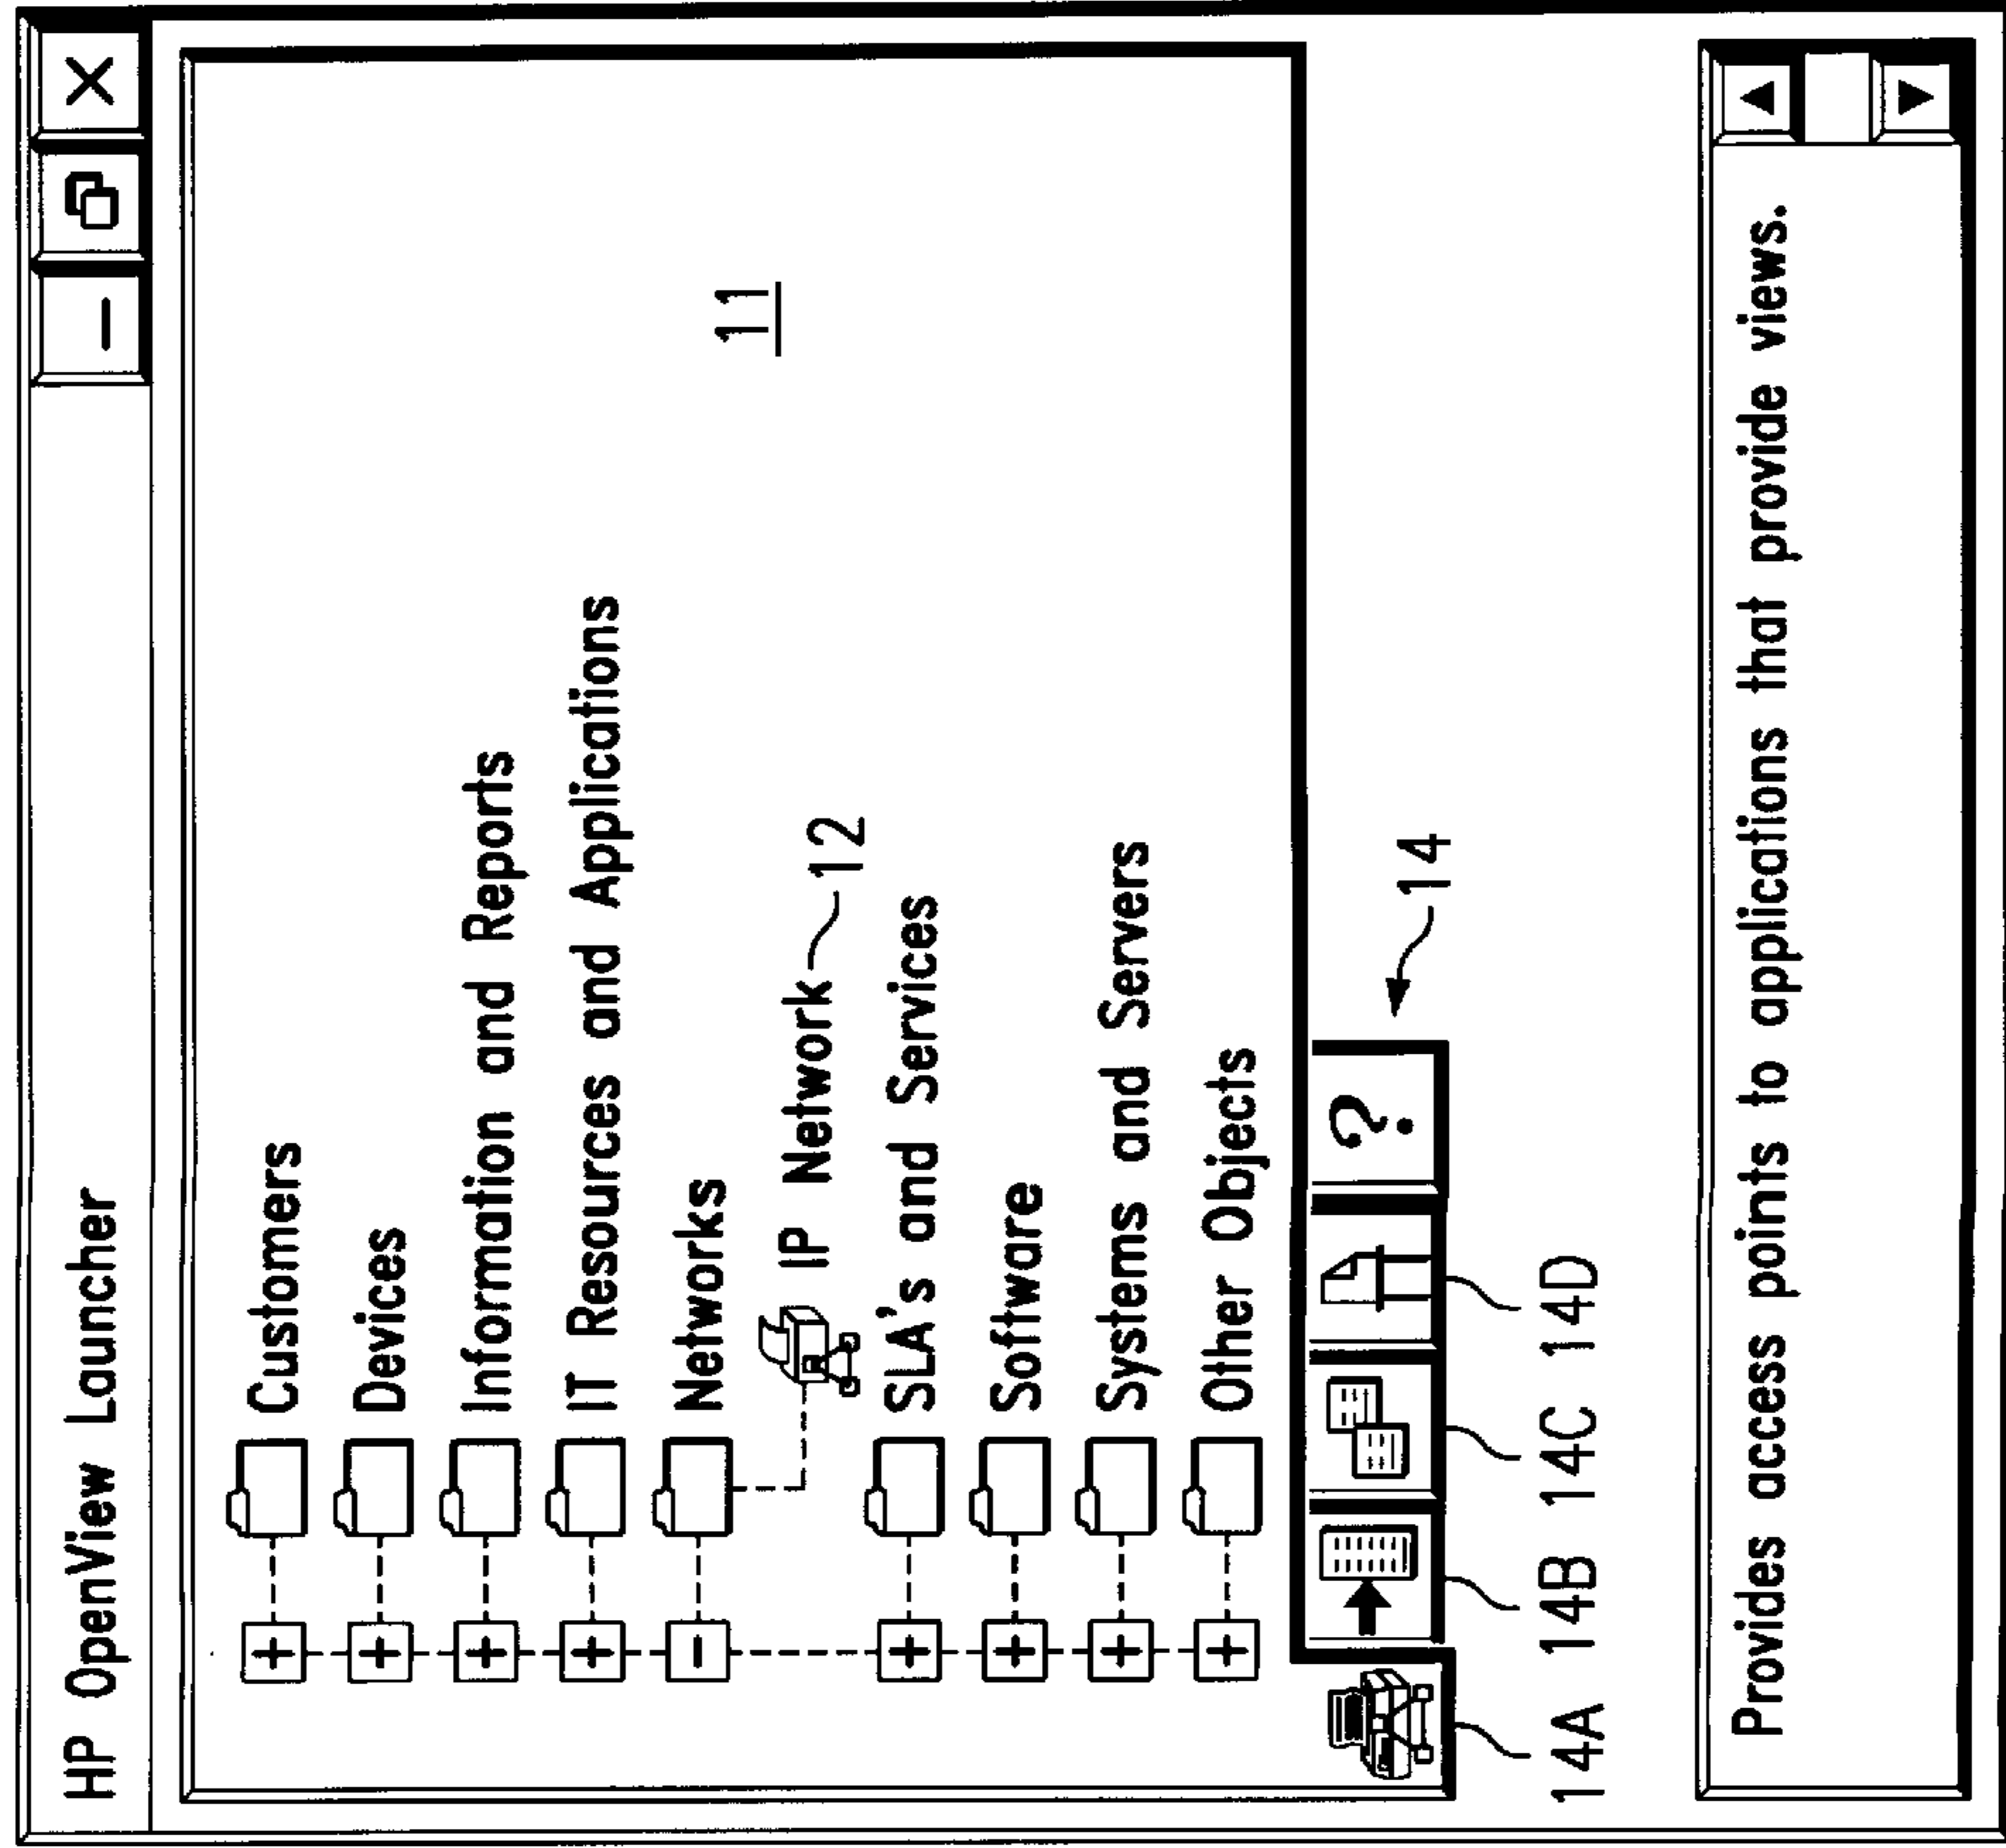 HP OpenView Launcher
Customers
Devices
Information and Reports
IT Resources and Applications
Networks
IP Network 12
SLA's and Services
Software
Systems and Servers
Other Objects
11
?
14
14A 14B 14C 14D
Provides access points to applications that provide views.